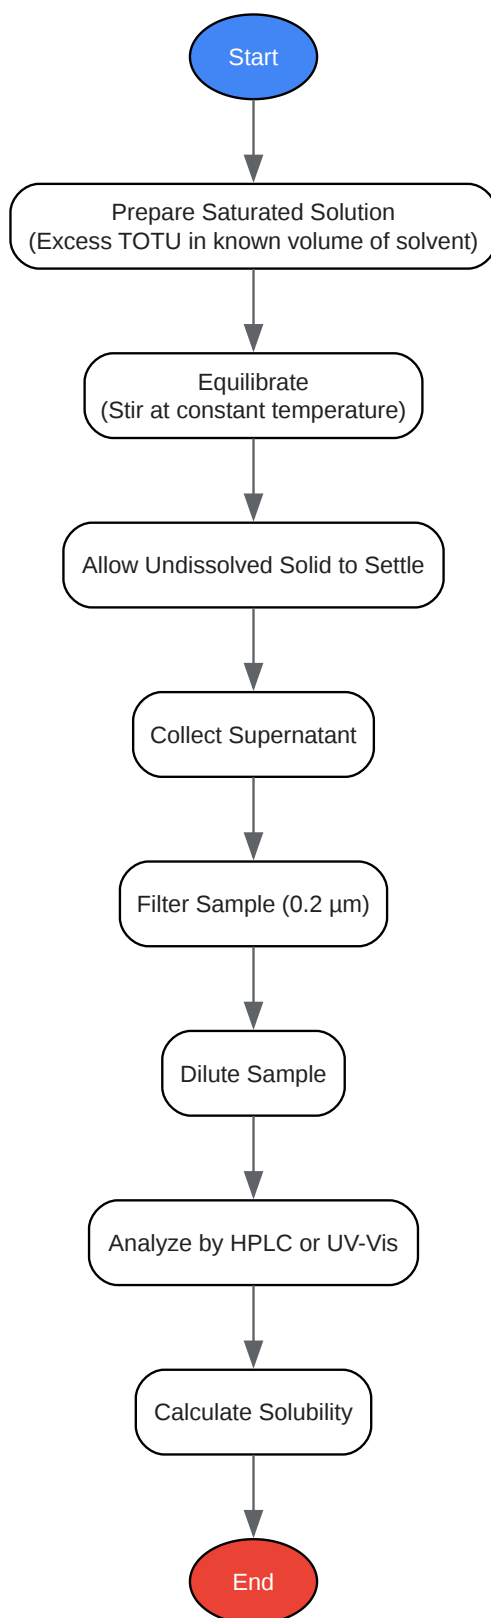 Start
Prepare Saturated Solution
(Excess TOTU in known volume of solvent)
Equilibrate
(Stir at constant temperature)
Allow Undissolved Solid to Settle
Collect Supernatant
Filter Sample (0.2 µm)
Dilute Sample
Analyze by HPLC or UV-Vis
Calculate Solubility
End